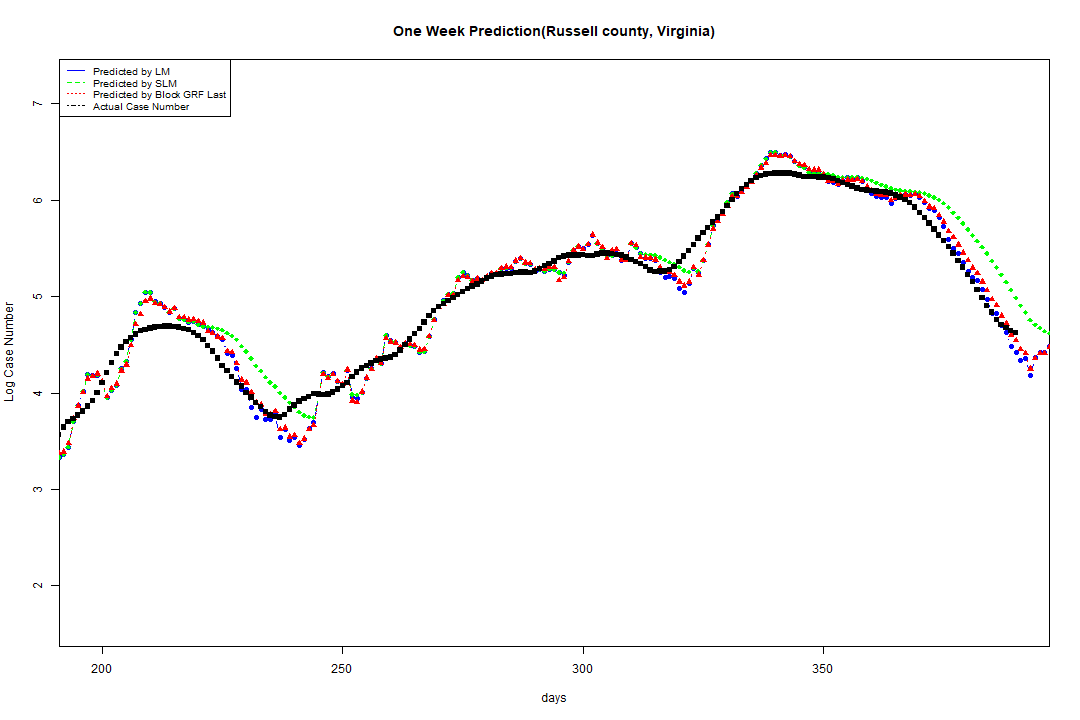 One Week Prediction(Russell county, Virginia)
Predicted by LM
Predicted by SLM
Predicted by Block GRF Last
Actual Case Number
7
6
5
4
3
2
Log Case Number
200 250 300 350
days